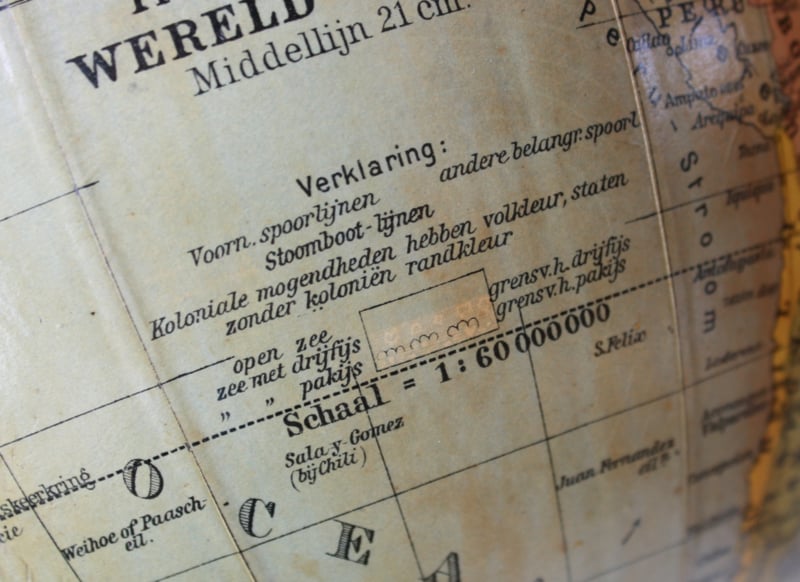 WERELD
Middellijn 21 cm.
PERU
Verklaring:
Voorn. spoorlijnen
andere belangr. spoorl
Stoomboot-lijnen
Koloniale mogendheden hebben volkleur, staten
zonder koloniën randkleur
open zee
zee met drijfijs
grens v. h. drijfijs
„ „ pakijs
grens v. h. pakijs
Schaal = 1:60 000 000
S. Felix
Sala y Gomez
(bij Chili)
Juan Fernandez
eil.
skeerkring
Weihoe of Paasch-
eil.
O C E A
Stroom
Arequipa